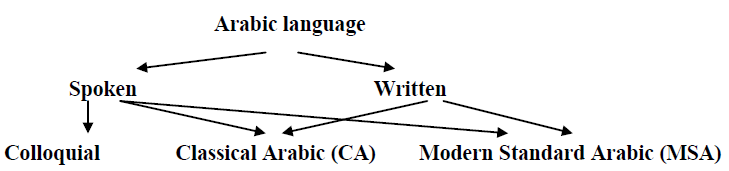 Arabic language
Spoken Written
Colloquial Classical Arabic (CA) Modern Standard Arabic (MSA)